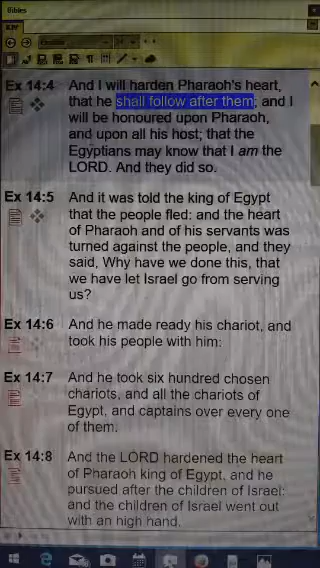 Bibles
KJV
Ex 14:4 And I will harden Pharaoh's heart,
that he shall follow after them; and I
will be honoured upon Pharaoh,
and upon all his host; that the
Egyptians may know that I am the
LORD. And they did so.
Ex 14:5 And it was told the king of Egypt
that the people fled: and the heart
of Pharaoh and of his servants was
turned against the people, and they
said, Why have we done this, that
we have let Israel go from serving
us?
Ex 14:6 And he made ready his chariot, and
took his people with him:
Ex 14:7 And he took six hundred chosen
chariots, and all the chariots of
Egypt, and captains over every one
of them.
Ex 14:8 And the LORD hardened the heart
of Pharaoh king of Egypt, and he
pursued after the children of Israel:
and the children of Israel went out
with an high hand.